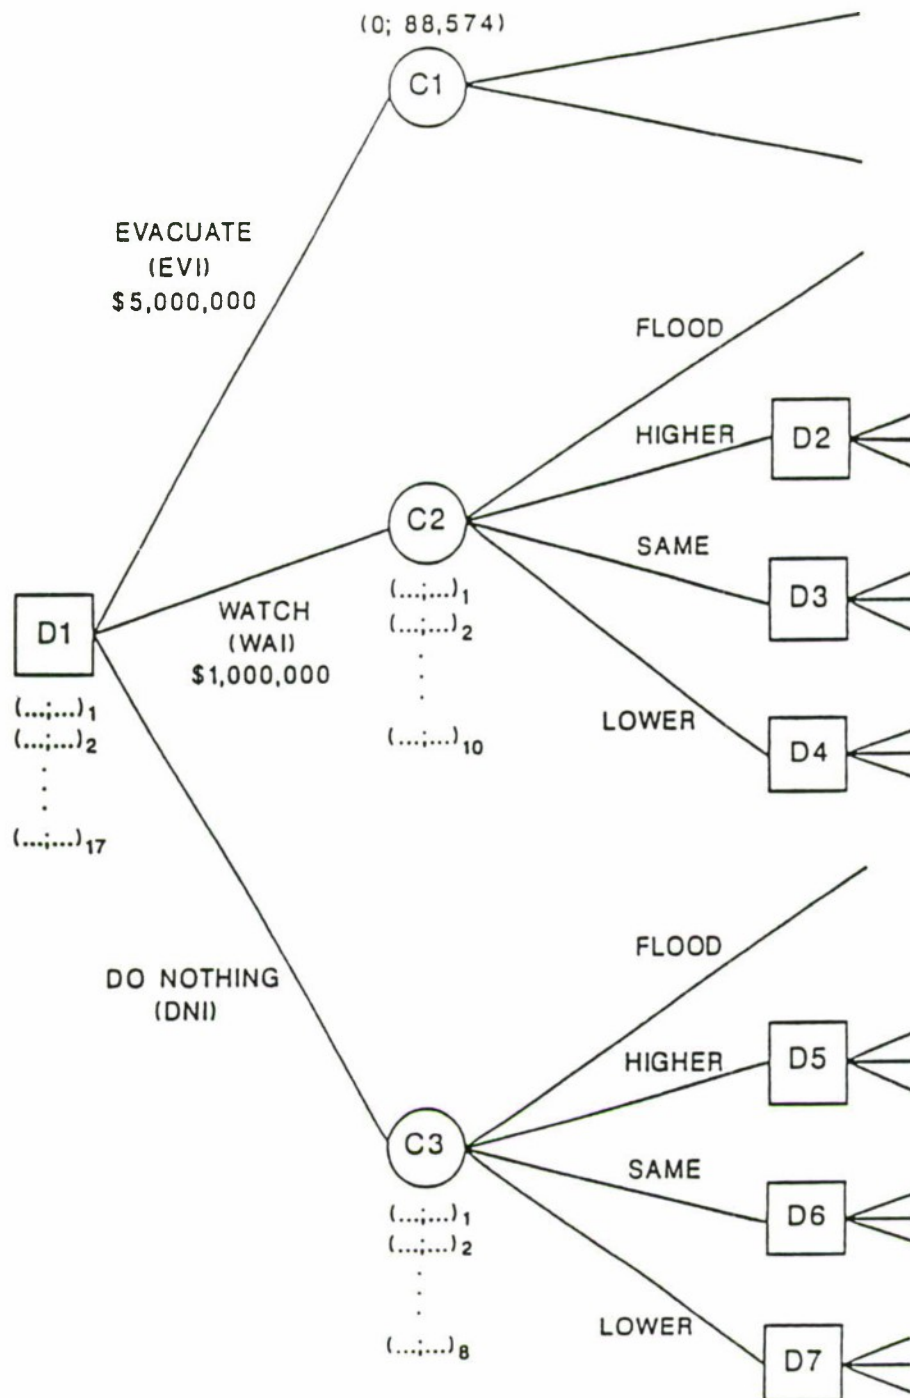 (0; 88,574)
C1
EVACUATE
(EVI)
$5,000,000
FLOOD
HIGHER
D2
C2
SAME
D3
(...;...)1
(...;...)2
.
.
.
(...;...)10
WATCH
(WAI)
$1,000,000
D1
LOWER
D4
(...;...)1
(...;...)2
.
.
.
(...;...)17
FLOOD
DO NOTHING
(DNI)
HIGHER
D5
C3
SAME
D6
(...;...)1
(...;...)2
.
.
.
(...;...)8
LOWER
D7